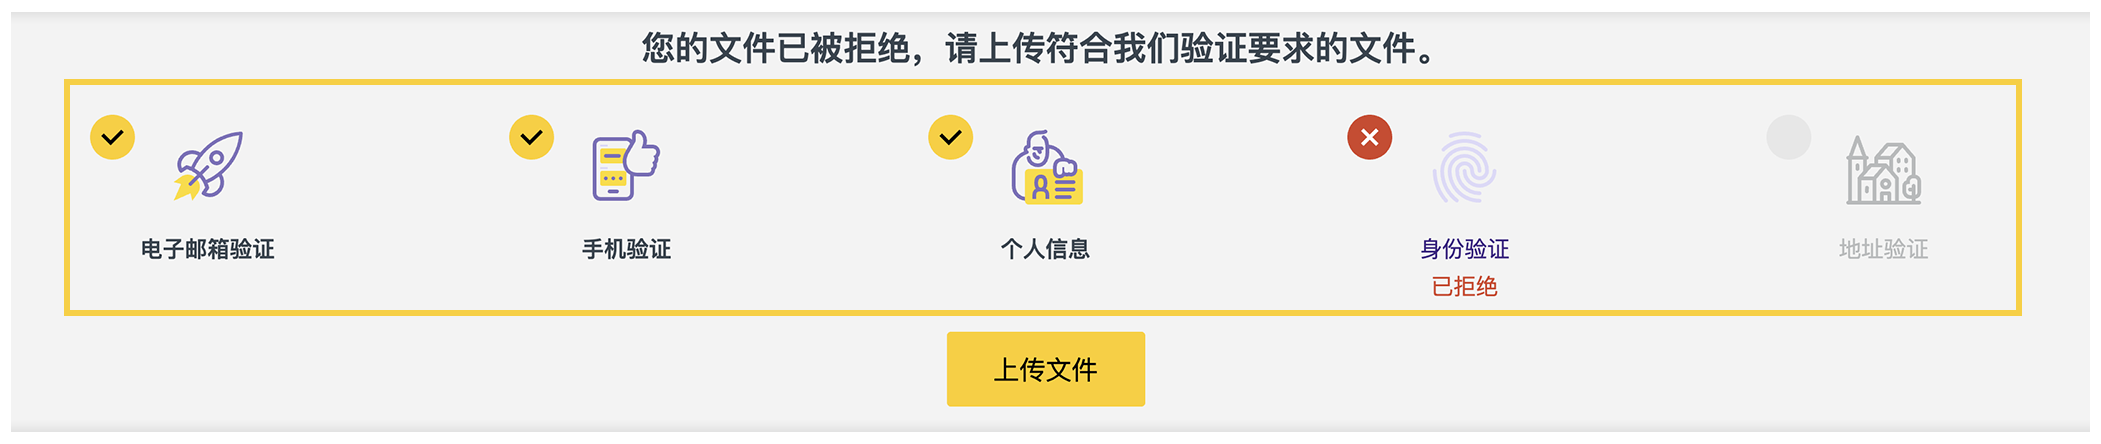 您的文件已被拒绝，请上传符合我们验证要求的文件。
电子邮箱验证
手机验证
个人信息
身份验证
已拒绝
地址验证
上传文件